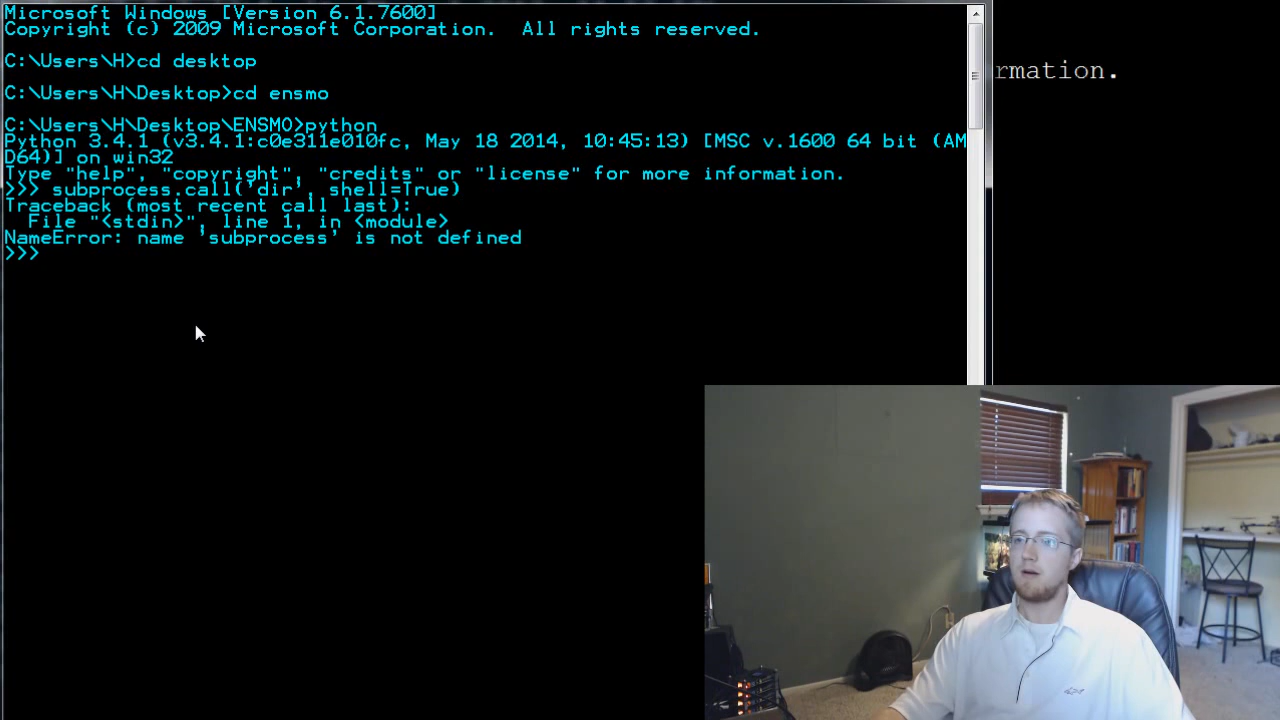 Microsoft Windows [Version 6.1.7600]
Copyright (c) 2009 Microsoft Corporation.  All rights reserved.
C:\Users\H>cd desktop
C:\Users\H\Desktop>cd ensmo
C:\Users\H\Desktop\ENSMO>python
Python 3.4.1 (v3.4.1:c0e311e010fc, May 18 2014, 10:45:13) [MSC v.1600 64 bit (AM
D64)] on win32
Type "help", "copyright", "credits" or "license" for more information.
>>> subprocess.call('dir', shell=True)
Traceback (most recent call last):
  File "<stdin>", line 1, in <module>
NameError: name 'subprocess' is not defined
>>>
rmation.